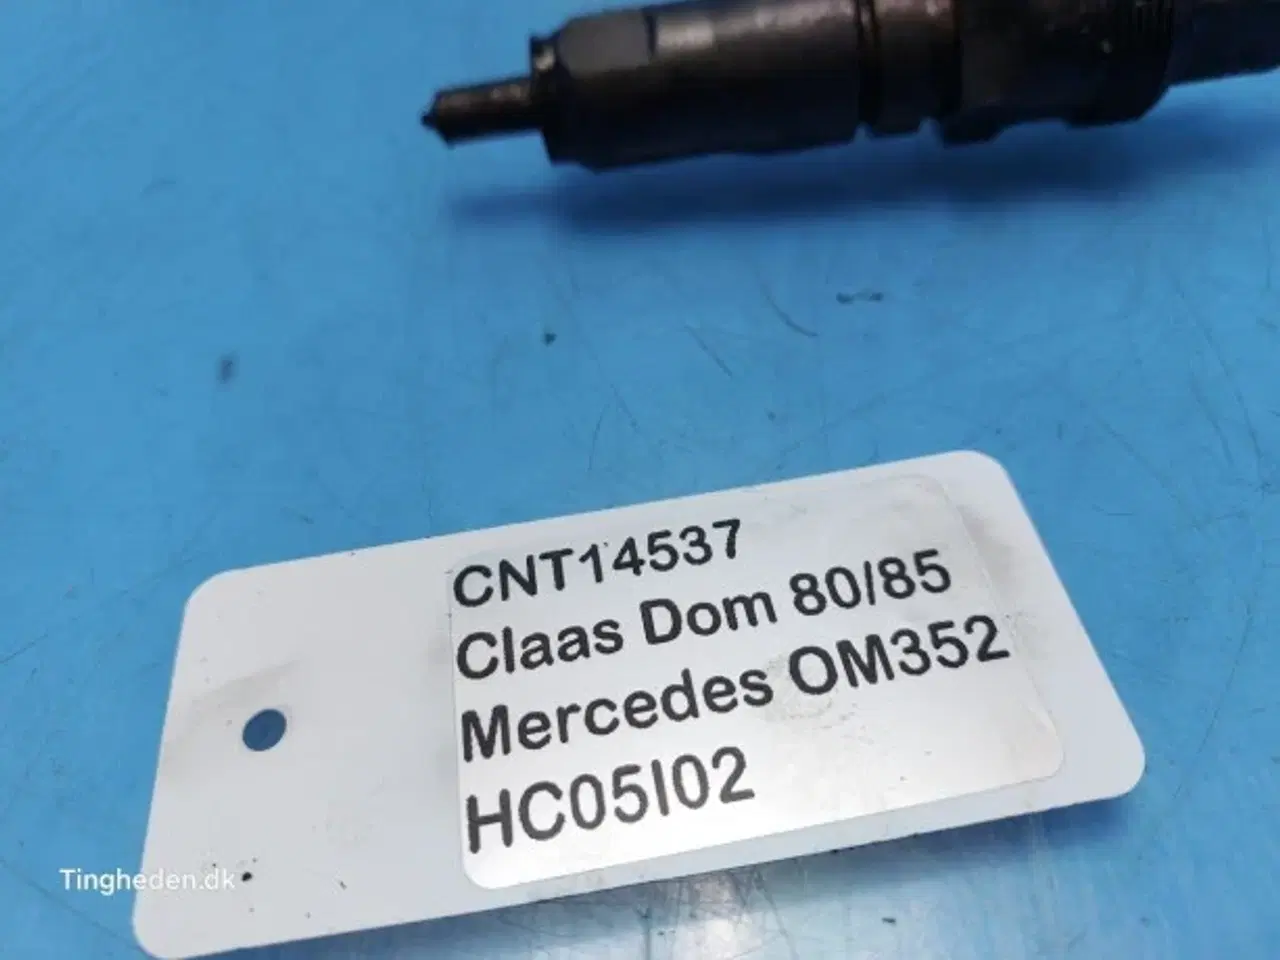 CNT14537
Claas Dom 80/85
Mercedes OM352
HC05I02
Tingheden.dk